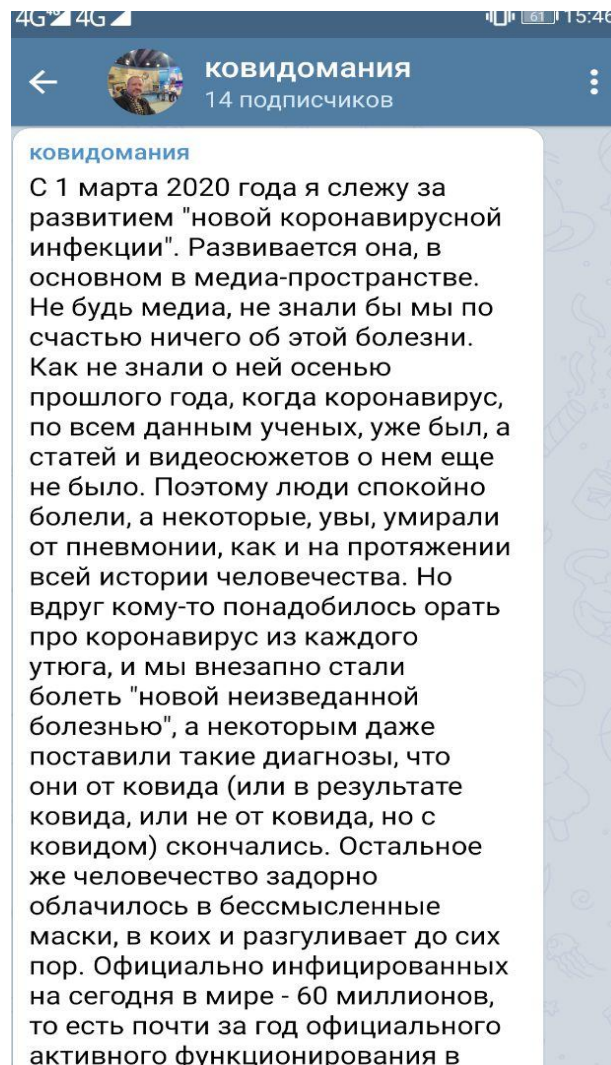 4G 4G 61 15:46
ковидомания
14 подписчиков
ковидомания
С 1 марта 2020 года я слежу за
развитием "новой коронавирусной
инфекции". Развивается она, в
основном в медиа-пространстве.
Не будь медиа, не знали бы мы по
счастью ничего об этой болезни.
Как не знали о ней осенью
прошлого года, когда коронавирус,
по всем данным ученых, уже был, а
статей и видеосюжетов о нем еще
не было. Поэтому люди спокойно
болели, а некоторые, увы, умирали
от пневмонии, как и на протяжении
всей истории человечества. Но
вдруг кому-то понадобилось орать
про коронавирус из каждого
утюга, и мы внезапно стали
болеть "новой неизведанной
болезнью", а некоторым даже
поставили такие диагнозы, что
они от ковида (или в результате
ковида, или не от ковида, но с
ковидом) скончались. Остальное
же человечество задорно
облачилось в бессмысленные
маски, в коих и разгуливает до сих
пор. Официально инфицированных
на сегодня в мире - 60 миллионов,
то есть почти за год официального
активного функционирования в